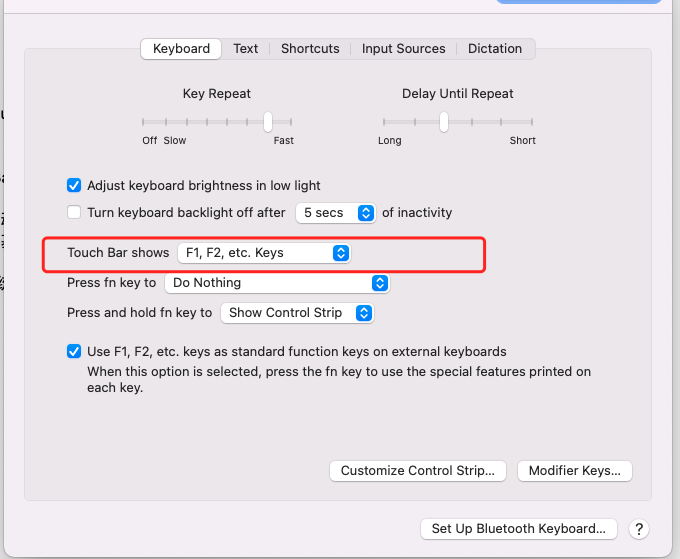 Keyboard Text Shortcuts Input Sources Dictation
Key Repeat Delay Until Repeat
Off Slow Fast Long Short
Adjust keyboard brightness in low light
Turn keyboard backlight off after 5 secs of inactivity
Touch Bar shows F1, F2, etc. Keys
Press fn key to Do Nothing
Press and hold fn key to Show Control Strip
Use F1, F2, etc. keys as standard function keys on external keyboards
When this option is selected, press the fn key to use the special features printed on
each key.
Customize Control Strip... Modifier Keys...
Set Up Bluetooth Keyboard... ?